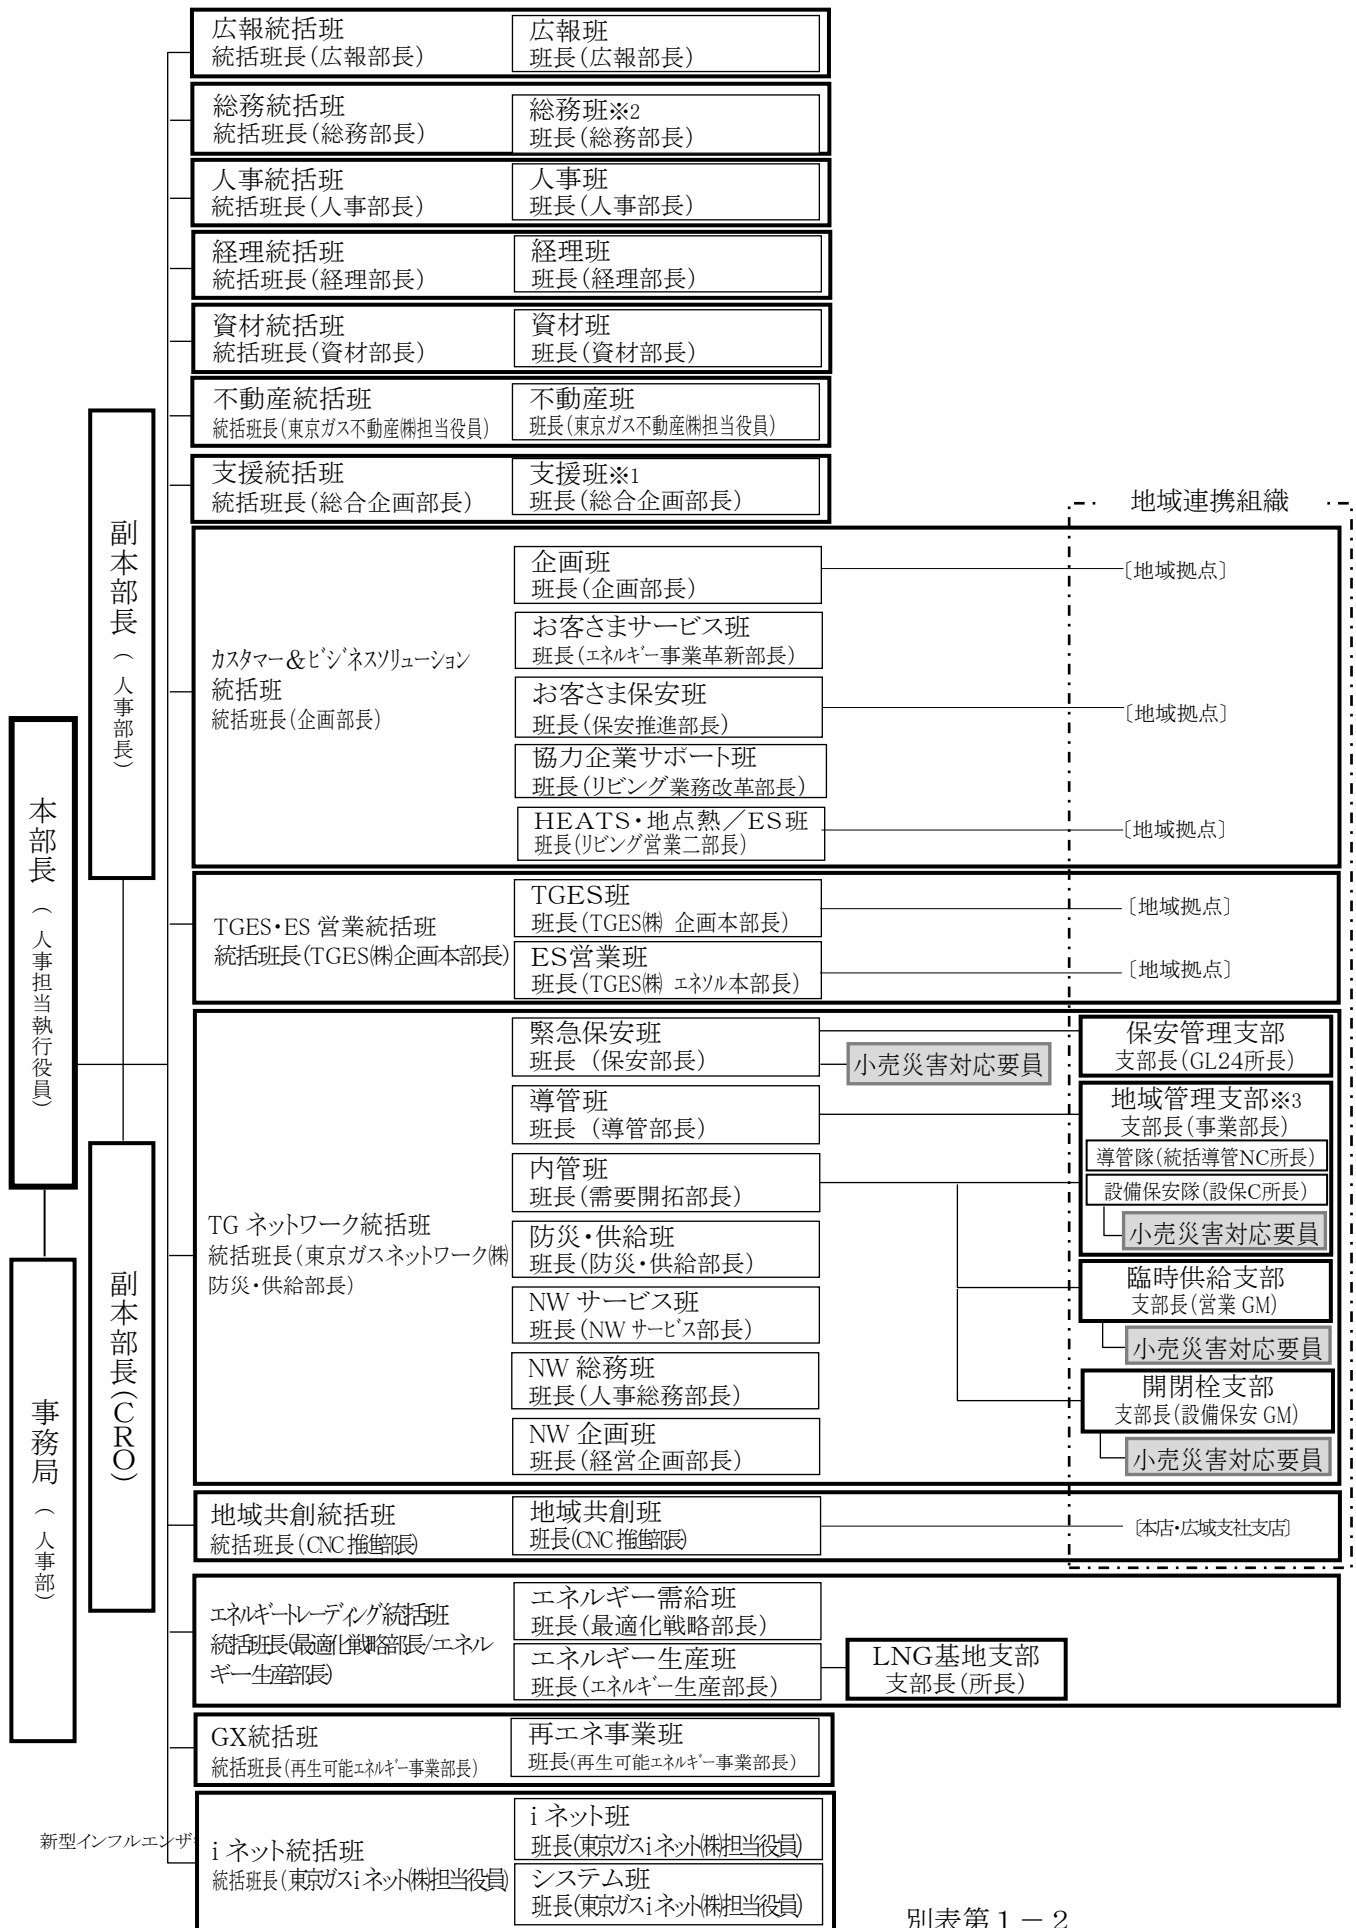 広報統括班
統括班長(広報部長)
広報班
班長(広報部長)
総務統括班
統括班長(総務部長)
総務班※2
班長(総務部長)
人事統括班
統括班長(人事部長)
人事班
班長(人事部長)
経理統括班
統括班長(経理部長)
経理班
班長(経理部長)
資材統括班
統括班長(資材部長)
資材班
班長(資材部長)
不動産統括班
統括班長(東京ガス不動産㈱担当役員)
不動産班
班長(東京ガス不動産㈱担当役員)
支援統括班
統括班長(総合企画部長)
支援班※1
班長(総合企画部長)
地域連携組織
副本部長(人事部長)
本部長(人事担当執行役員)
副本部長(CRO)
事務局(人事部)
カスタマー&ビジネスソリューション
統括班
統括班長(企画部長)
企画班
班長(企画部長)
〔地域拠点〕
お客さまサービス班
班長(エネルギー事業革新部長)
お客さま保安班
班長(保安推進部長)
〔地域拠点〕
協力企業サポート班
班長(リビング業務改革部長)
HEATS・地点熱/ES班
班長(リビング営業二部長)
〔地域拠点〕
TGES・ES 営業統括班
統括班長(TGES㈱企画本部長)
TGES班
班長(TGES㈱ 企画本部長)
〔地域拠点〕
ES営業班
班長(TGES㈱ エネソル本部長)
〔地域拠点〕
TG ネットワーク統括班
統括班長(東京ガスネットワーク㈱
防災・供給部長)
緊急保安班
班長 (保安部長)
小売災害対応要員
保安管理支部
支部長(GL24所長)
導管班
班長 (導管部長)
地域管理支部※3
支部長(事業部長)
導管隊(統括導管NC所長)
設備保安隊(設保C所長)
小売災害対応要員
内管班
班長(需要開拓部長)
防災・供給班
班長(防災・供給部長)
臨時供給支部
支部長(営業 GM)
小売災害対応要員
NW サービス班
班長(NW サービス部長)
NW 総務班
班長(人事総務部長)
開閉栓支部
支部長(設備保安 GM)
小売災害対応要員
NW 企画班
班長(経営企画部長)
地域共創統括班
統括班長(CNC 推進部長)
地域共創班
班長(CNC 推進部長)
〔本店・広域支社支店〕
エネルギートレーディング統括班
統括班長(最適化戦略部長/エネル
ギー生産部長)
エネルギー需給班
班長(最適化戦略部長)
エネルギー生産班
班長(エネルギー生産部長)
LNG基地支部
支部長(所長)
GX統括班
統括班長(再生可能エネルギー事業部長)
再エネ事業班
班長(再生可能エネルギー事業部長)
新型インフルエンザ
i ネット統括班
統括班長(東京ガスi ネット㈱担当役員)
i ネット班
班長(東京ガスi ネット㈱担当役員)
システム班
班長(東京ガスi ネット㈱担当役員)
別表第1-2